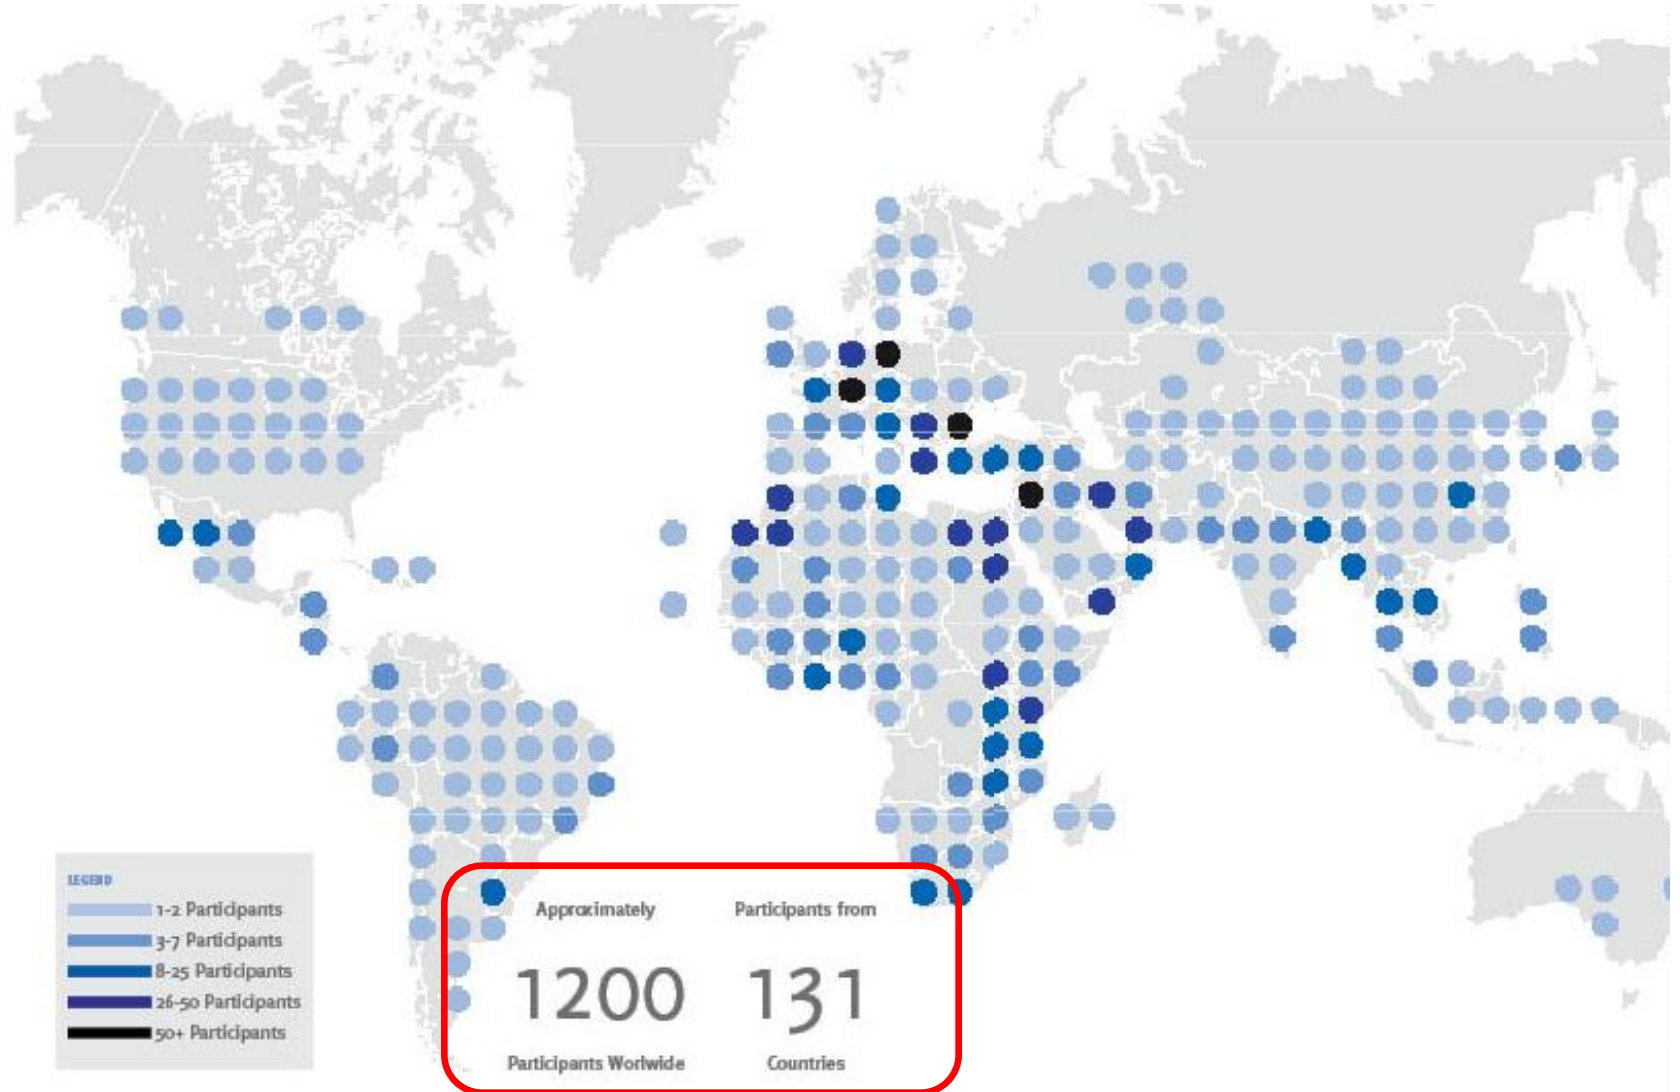 LEGEND
1-2 Participants
3-7 Participants
8-25 Participants
26-50 Participants
50+ Participants
Approximately
1200
Participants Worlwide
Participants from
131
Countries